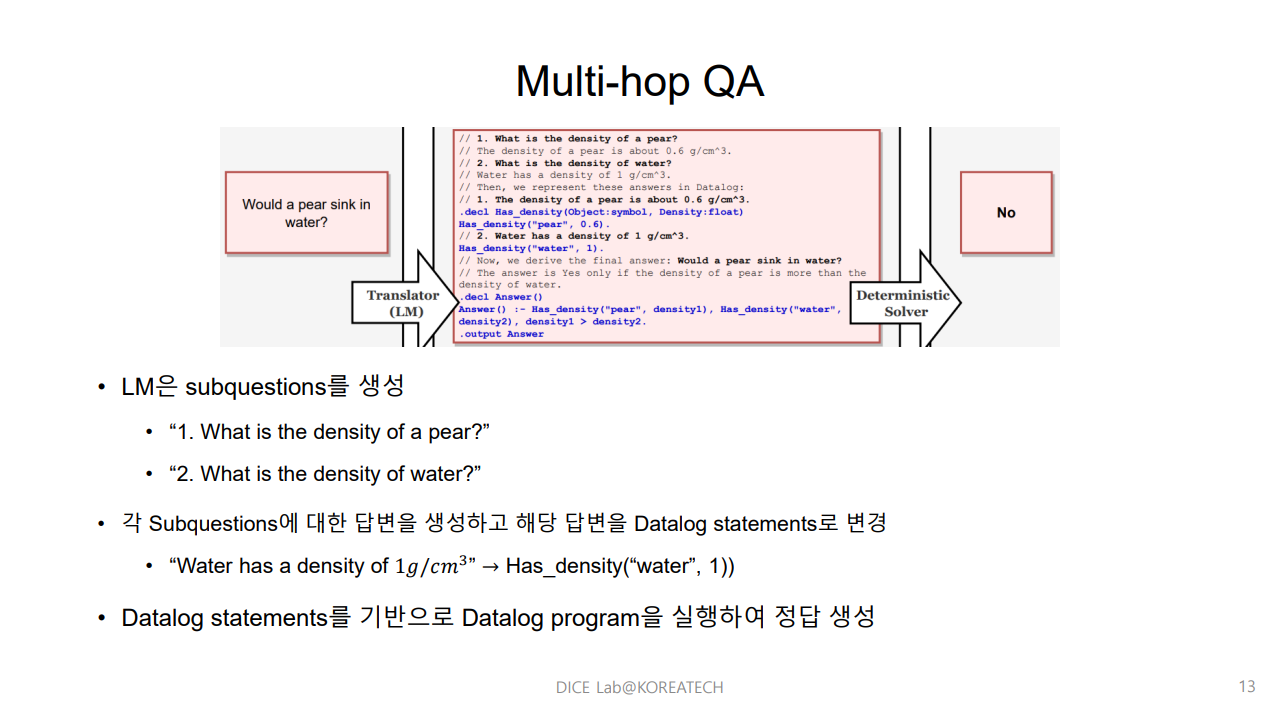 Multi-hop QA
Would a pear sink in
water?
Translator
(LM)
// 1. What is the density of a pear?
// The density of a pear is about 0.6 g/cm^3.
// 2. What is the density of water?
// Water has a density of 1 g/cm^3.
// Then, we represent these answers in Datalog:
// 1. The density of a pear is about 0.6 g/cm^3.
.decl Has_density(Object:symbol, Density:float)
Has_density("pear", 0.6).
// 2. Water has a density of 1 g/cm^3.
Has_density("water", 1).
// Now, we derive the final answer: Would a pear sink in water?
// The answer is Yes only if the density of a pear is more than the
density of water.
.decl Answer()
Answer() :- Has_density("pear", density1), Has_density("water",
density2), density1 > density2.
.output Answer
Deterministic
Solver
No
• LM은 subquestions를 생성
• “1. What is the density of a pear?”
• “2. What is the density of water?”
• 각 Subquestions에 대한 답변을 생성하고 해당 답변을 Datalog statements로 변경
• “Water has a density of 1g/cm³” → Has_density(“water”, 1))
• Datalog statements를 기반으로 Datalog program을 실행하여 정답 생성
DICE Lab@KOREATECH
13